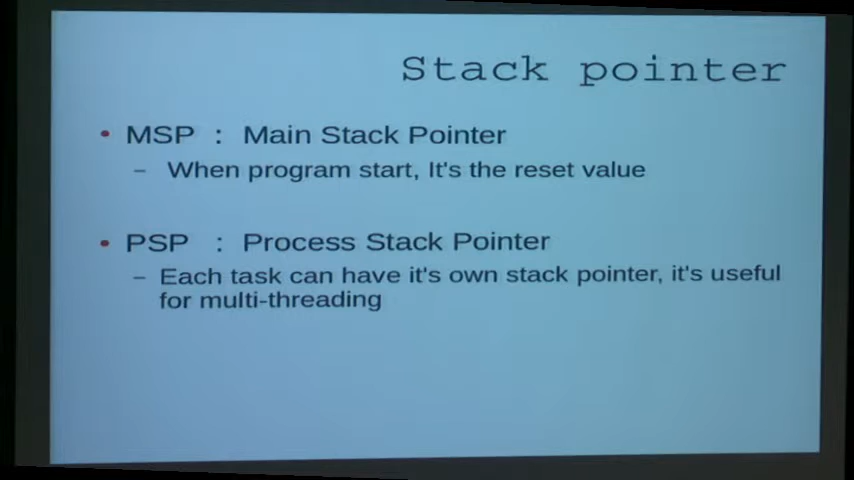 Stack pointer
• MSP : Main Stack Pointer
– When program start, It's the reset value
• PSP : Process Stack Pointer
– Each task can have it's own stack pointer, it's useful
for multi-threading